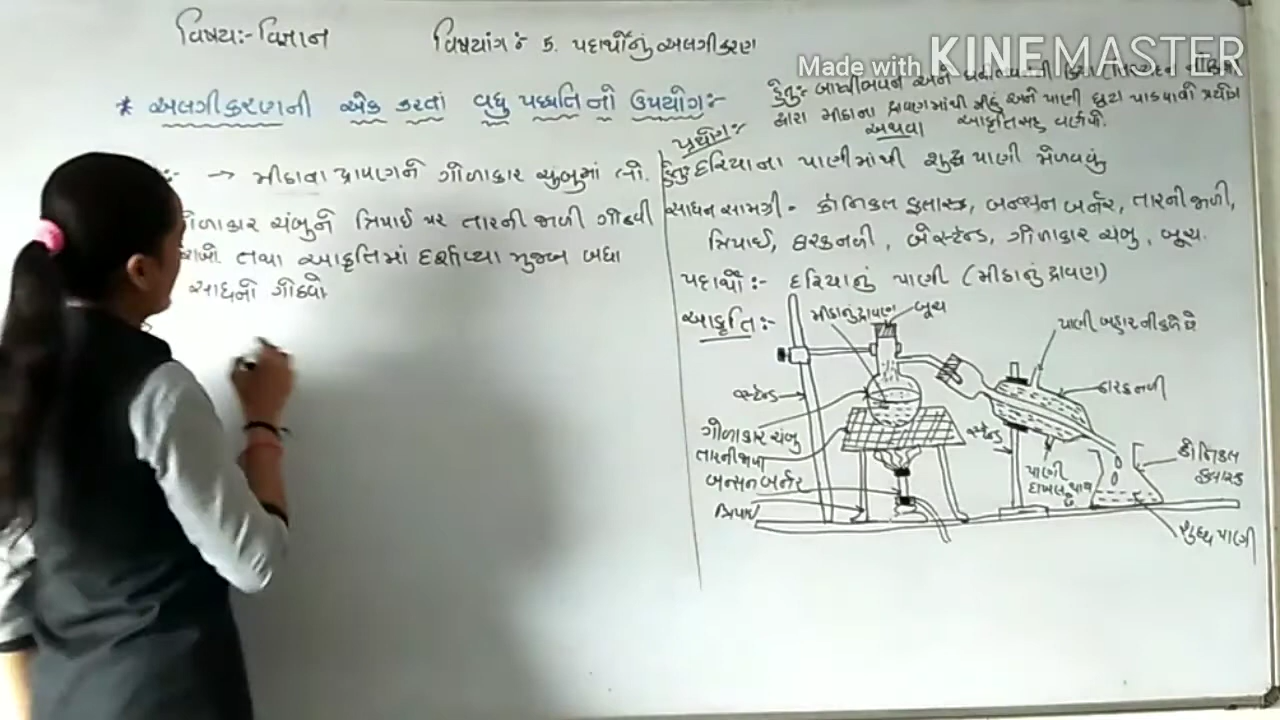 વિષય:- વિજ્ઞાન
વિષયાંગ: ૬. પદાર્થોનું અલગીકરણ
Made with KINEMASTER
* અલગીકરણની એક કરતાં વધુ પધ્ધતિનો ઉપયોગ:-
હેતુ:- બાષ્પીભવન અને
દ્વારા મીઠાના દ્રાવણમાંથી મીઠું અને પાણી છુટા પાડવાનો પ્રયોગ
અથવા આકૃતિસહ વર્ણવો.
પ્રયોગ:-
:- → મીઠાના દ્રાવણને ગોળાકાર ચંબુમાં લો.
ગોળાકાર ચંબુને ત્રિપાઈ પર તારની જાળી ગોઠવી
રાખો. તથા આકૃતિમાં દર્શાવ્યા મુજબ બધા
સાધનો ગોઠવો
હેતુ: દરિયાના પાણીમાંથી શુદ્ધ પાણી મેળવવું
સાધન સામગ્રી - કોનિકલ ફ્લાસ્ક, બન્સન બર્નર, તારની જાળી,
ત્રિપાઈ, ઠારકનળી, બે સ્ટેન્ડ, ગોળાકાર ચંબુ, બૂચ.
પદાર્થો:- દરિયાનું પાણી (મીઠાનું દ્રાવણ)
આકૃતિ:-
મીઠાનું દ્રાવણ
બૂચ
પાણી બહાર નીકળે છે
ઠારકનળી
સ્ટેન્ડ
ગોળાકાર ચંબુ
તારની જાળી
બન્સન બર્નર
ત્રિપાઈ
સ્ટેન્ડ
પાણી
દાખલ થાય
છે
કોનિકલ
ફ્લાસ્ક
શુદ્ધ પાણી